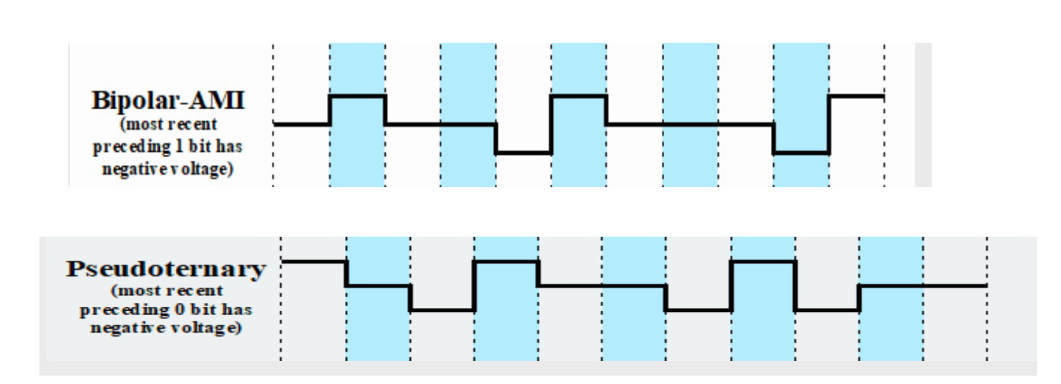 Bipolar-AMI
(most recent
preceding 1 bit has
negative voltage)
Pseudoternary
(most recent
preceding 0 bit has
negative voltage)